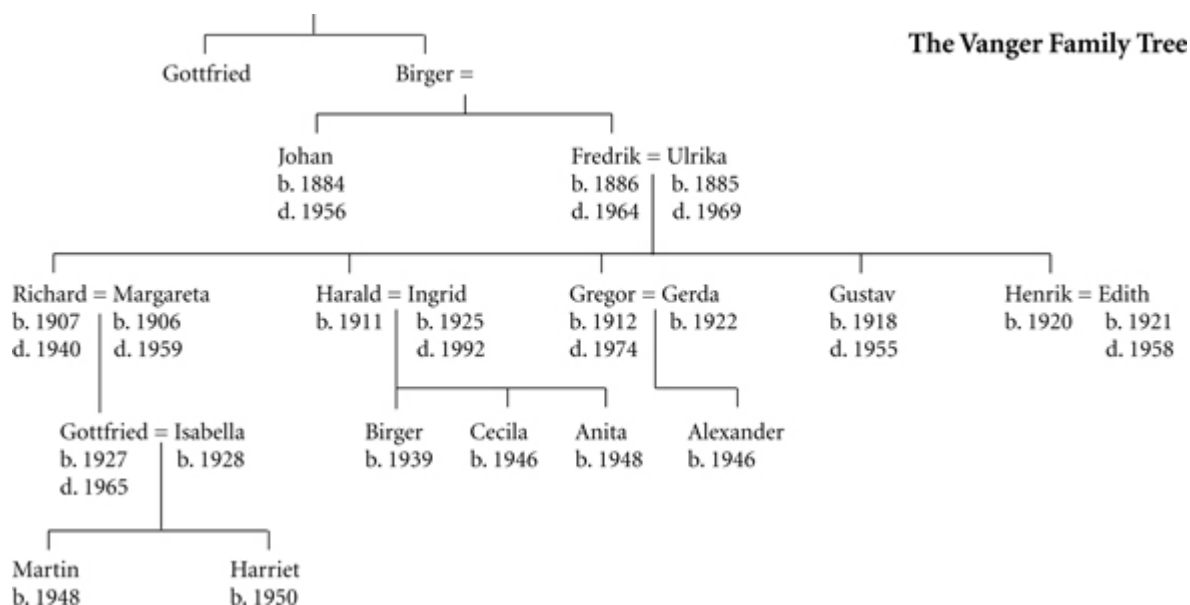 The Vanger Family Tree
Gottfried Birger =
Johan Fredrik = Ulrika
b. 1884 b. 1886 b. 1885
d. 1956 d. 1964 d. 1969
Richard = Margareta Harald = Ingrid Gregor = Gerda Gustav Henrik = Edith
b. 1907 b. 1906 b. 1911 b. 1925 b. 1912 b. 1922 b. 1918 b. 1920 b. 1921
d. 1940 d. 1959 d. 1992 d. 1974 d. 1955 d. 1958
Gottfried = Isabella Birger Cecila Anita Alexander
b. 1927 b. 1928 b. 1939 b. 1946 b. 1948 b. 1946
d. 1965
Martin Harriet
b. 1948 b. 1950